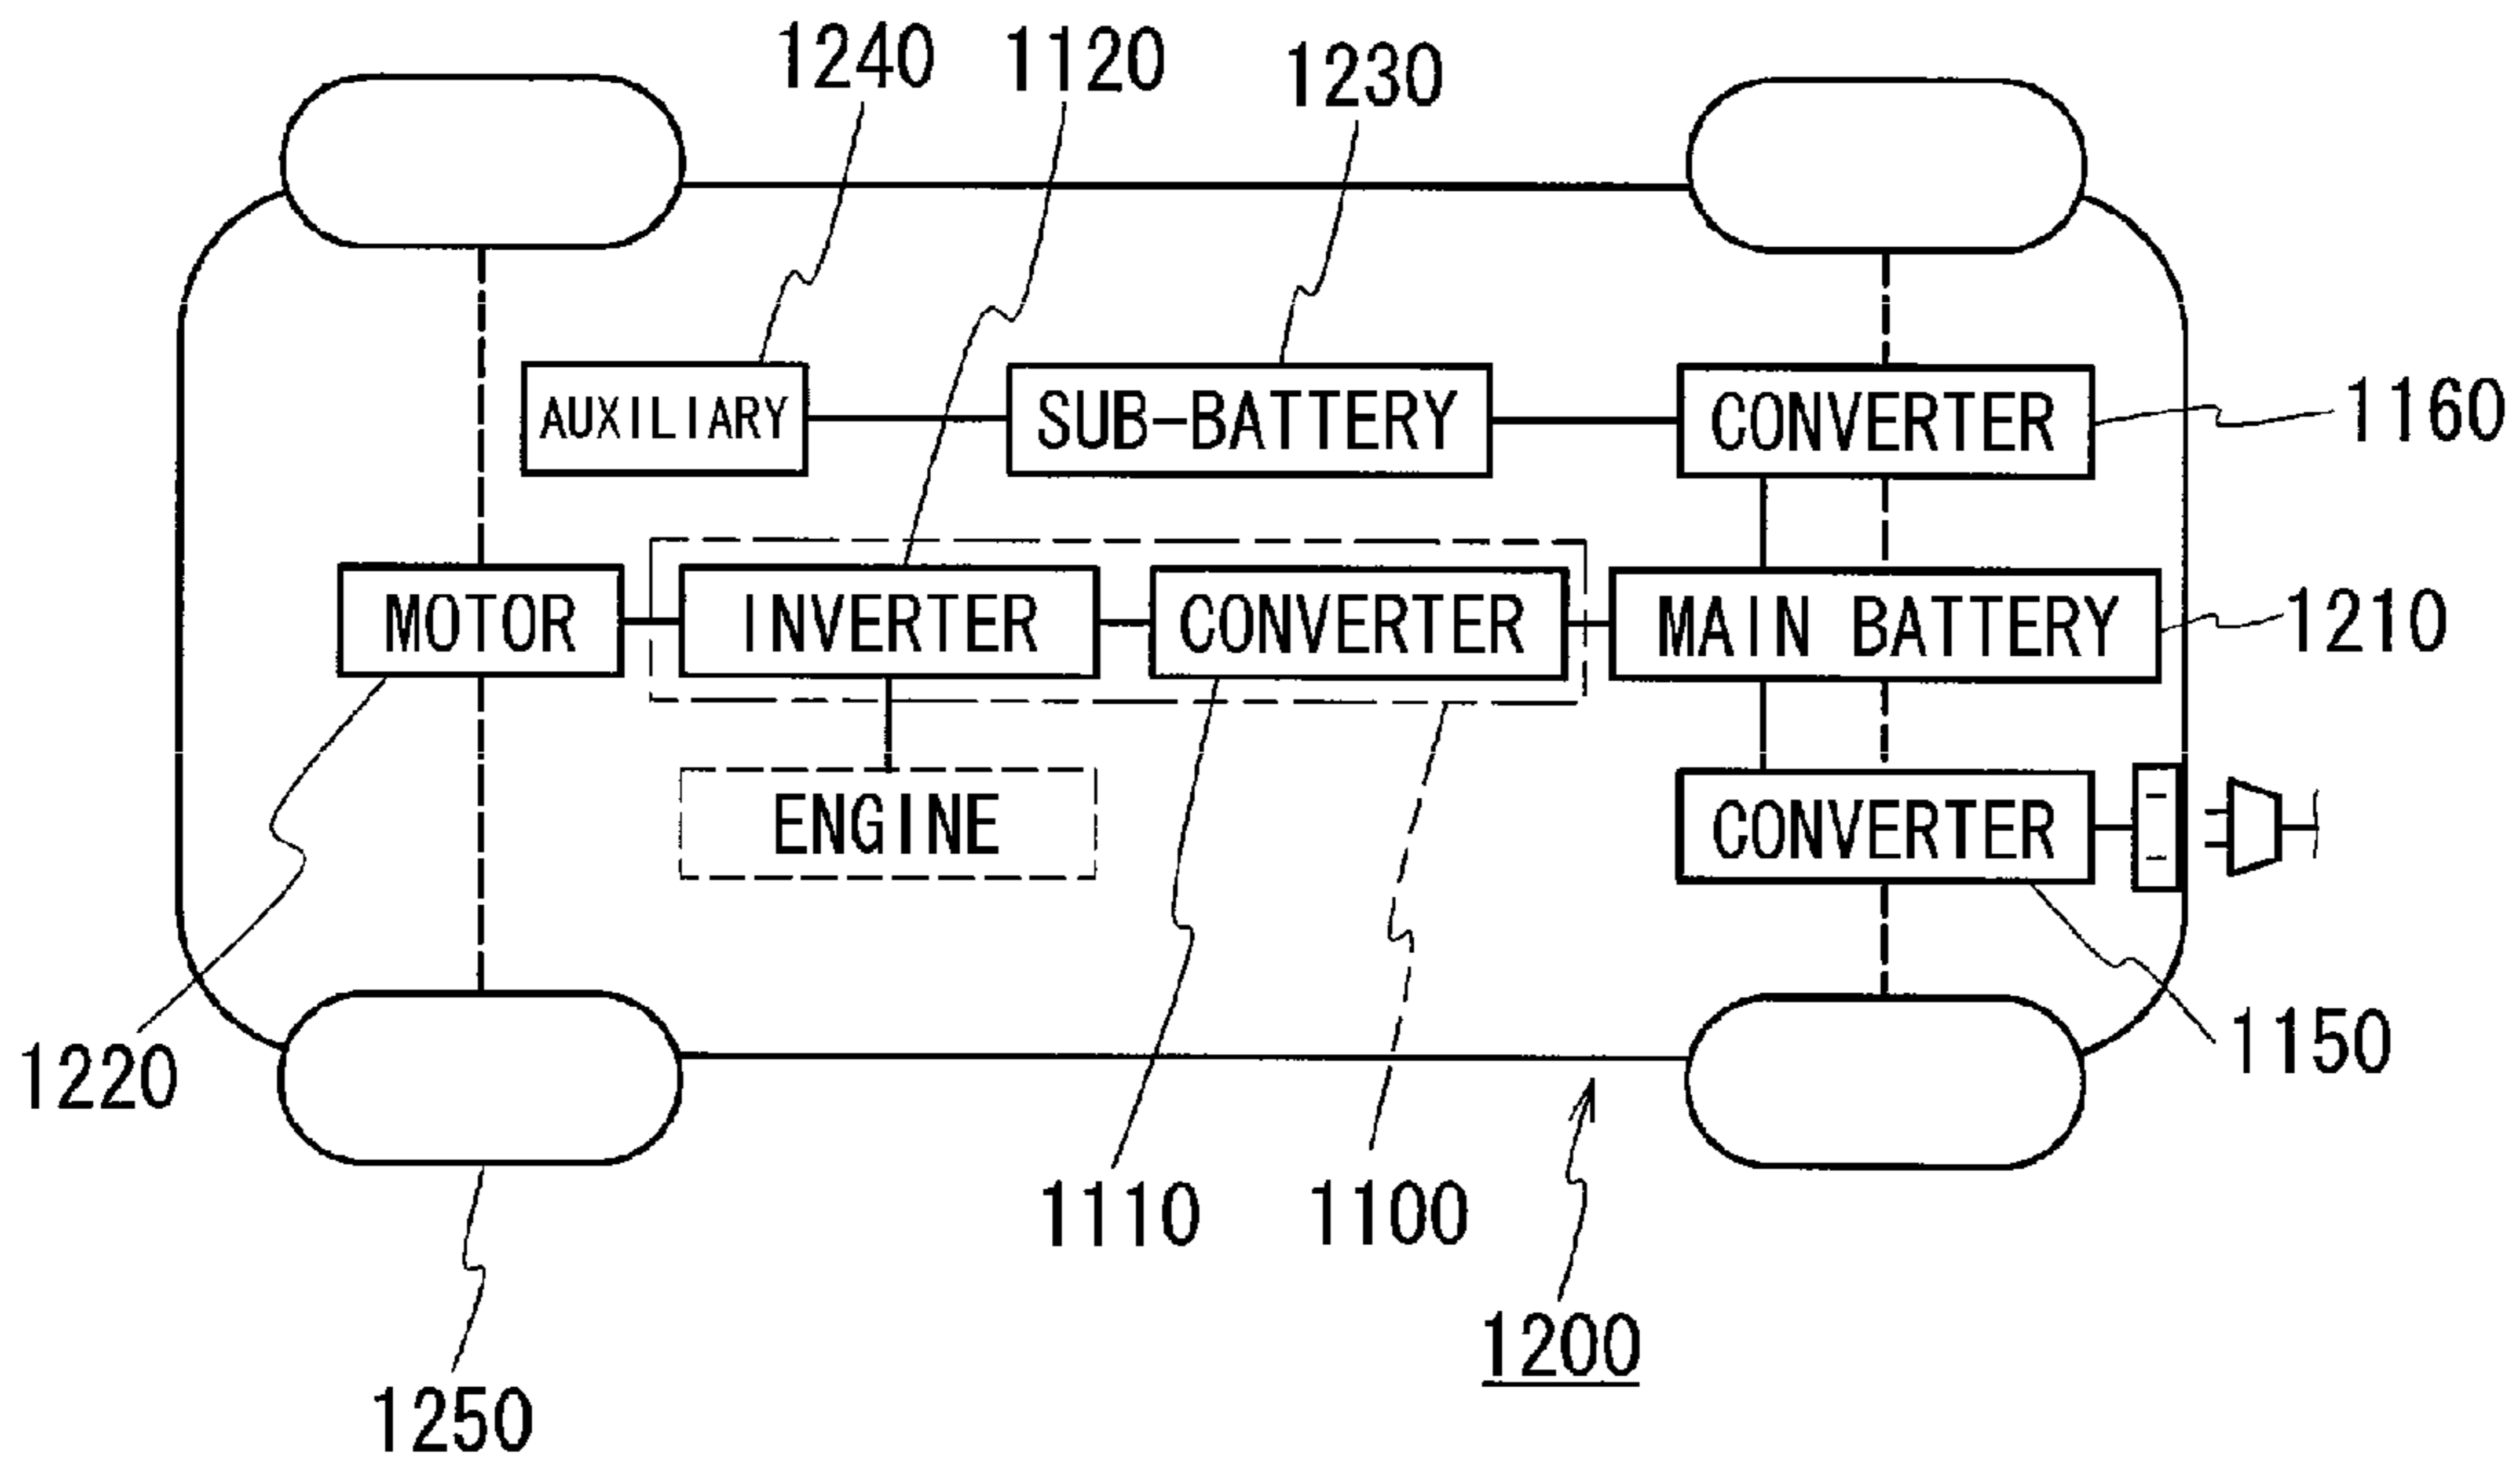 1240 1120 1230
AUXILIARY SUB-BATTERY CONVERTER 1160
MOTOR INVERTER CONVERTER MAIN BATTERY 1210
ENGINE CONVERTER
1220 1150
1110 1100
1200
1250